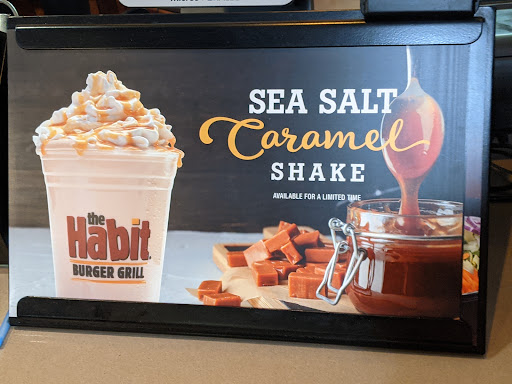 SEA SALT
Caramel
SHAKE
AVAILABLE FOR A LIMITED TIME
the
Habit
BURGER GRILL